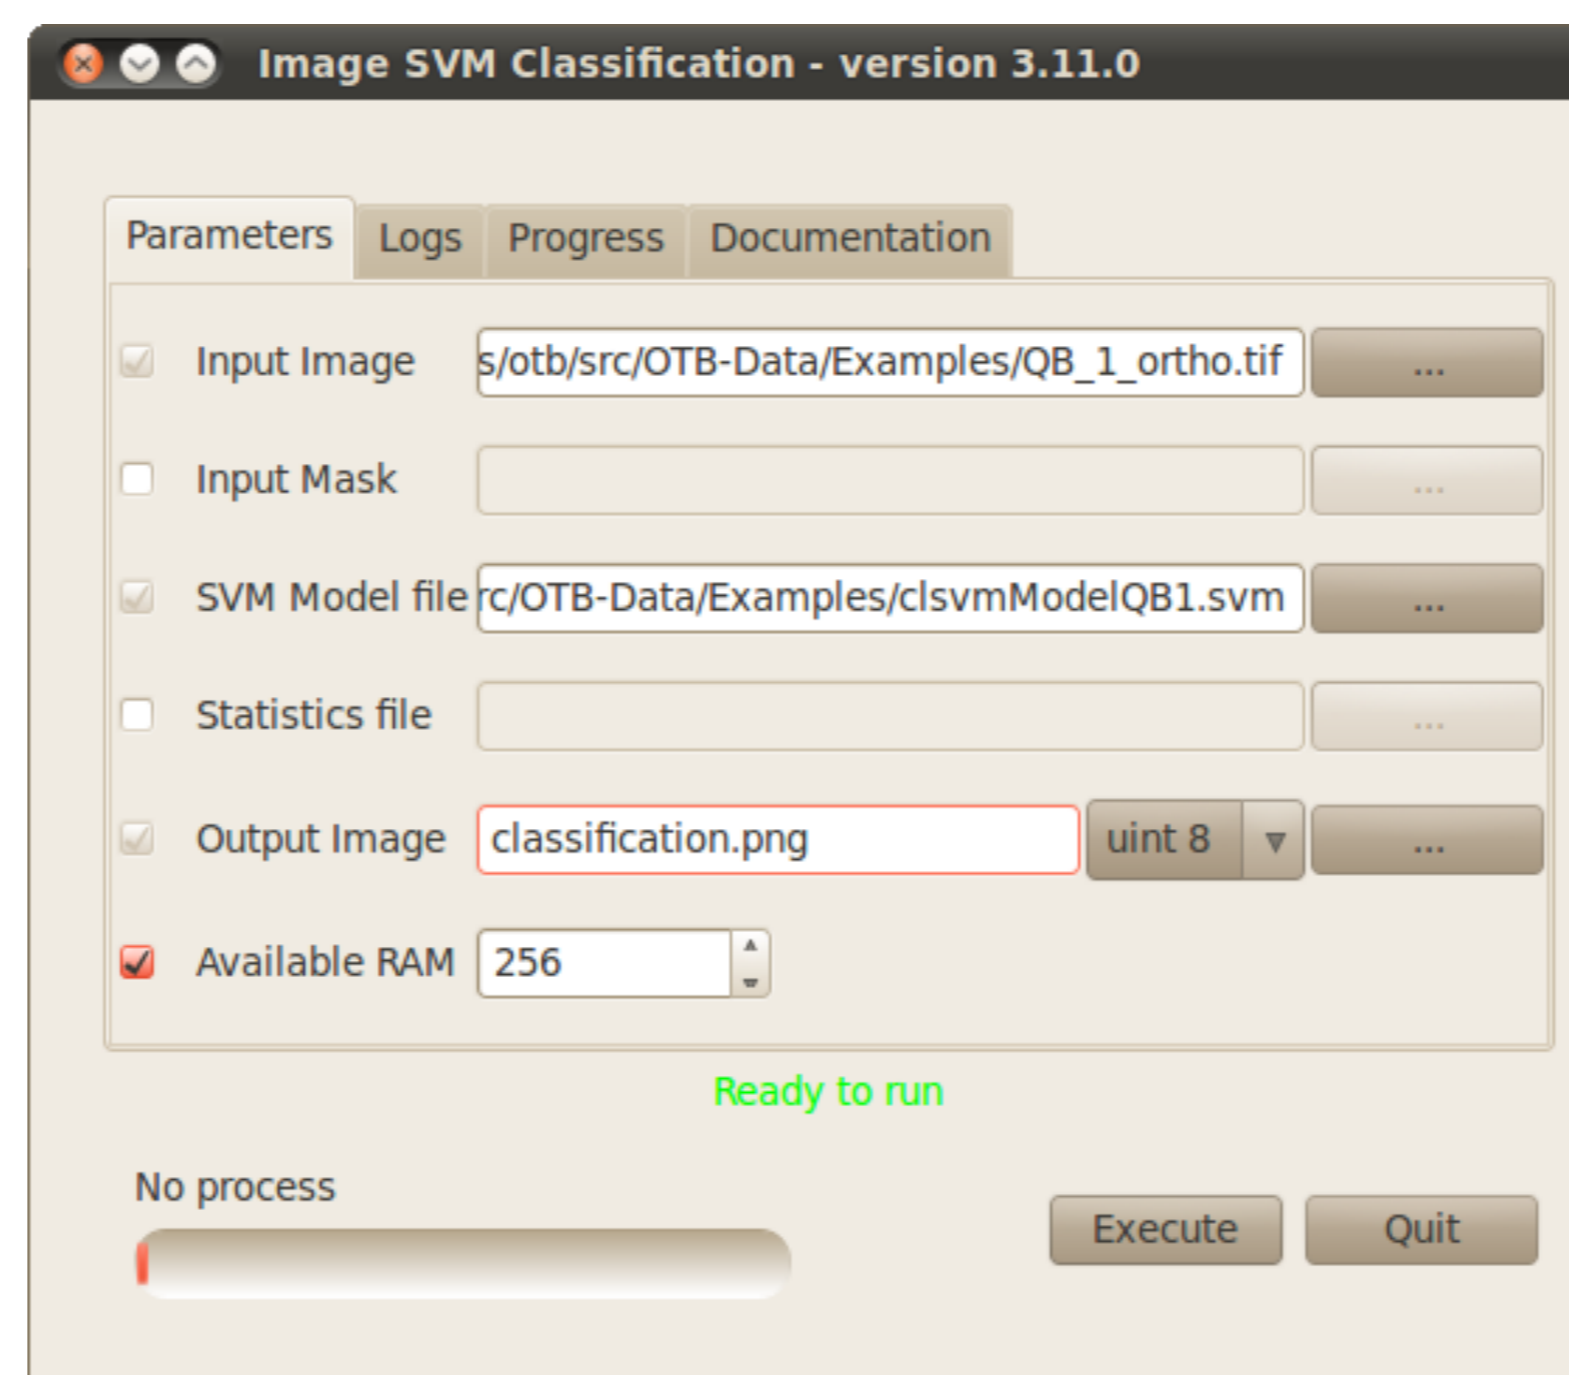 Image SVM Classification - version 3.11.0
Parameters Logs Progress Documentation
Input Image s/otb/src/OTB-Data/Examples/QB_1_ortho.tif ...
Input Mask ...
SVM Model file rc/OTB-Data/Examples/clsvmModelQB1.svm ...
Statistics file ...
Output Image classification.png uint 8 ...
Available RAM 256
Ready to run
No process
Execute Quit